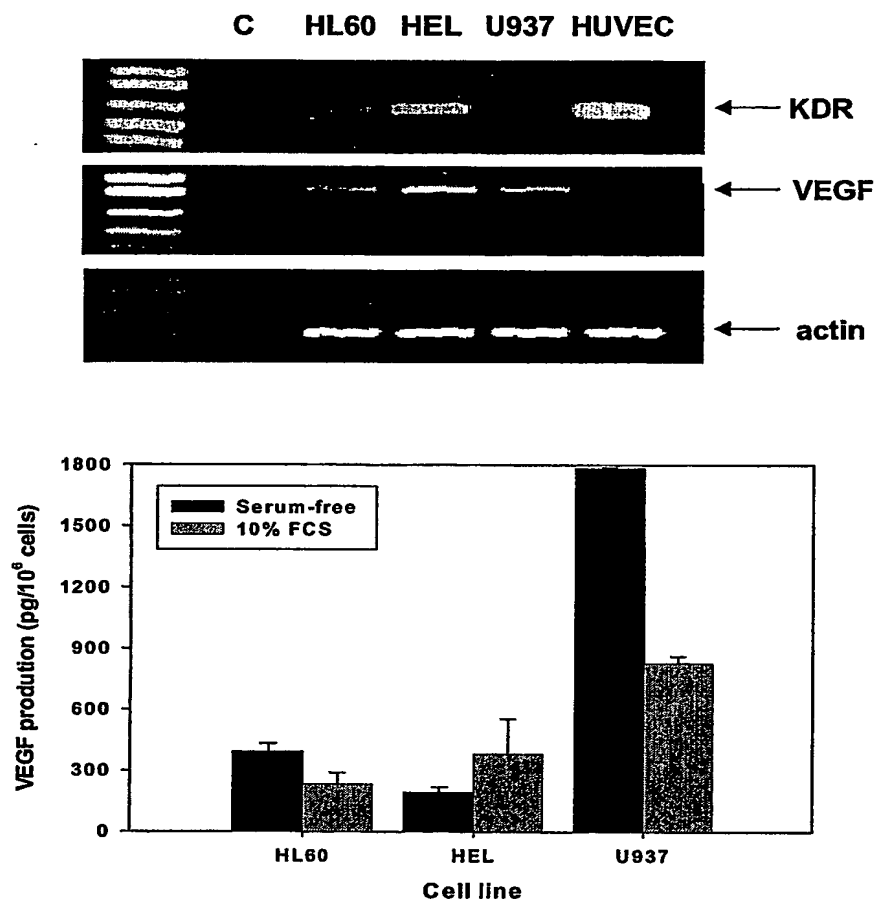 C HL60 HEL U937 HUVEC
KDR
VEGF
actin
1800
1500
1200
900
600
300
0
VEGF prodution (pg/10⁶ cells)
Serum-free
10% FCS
HL60 HEL U937
Cell line